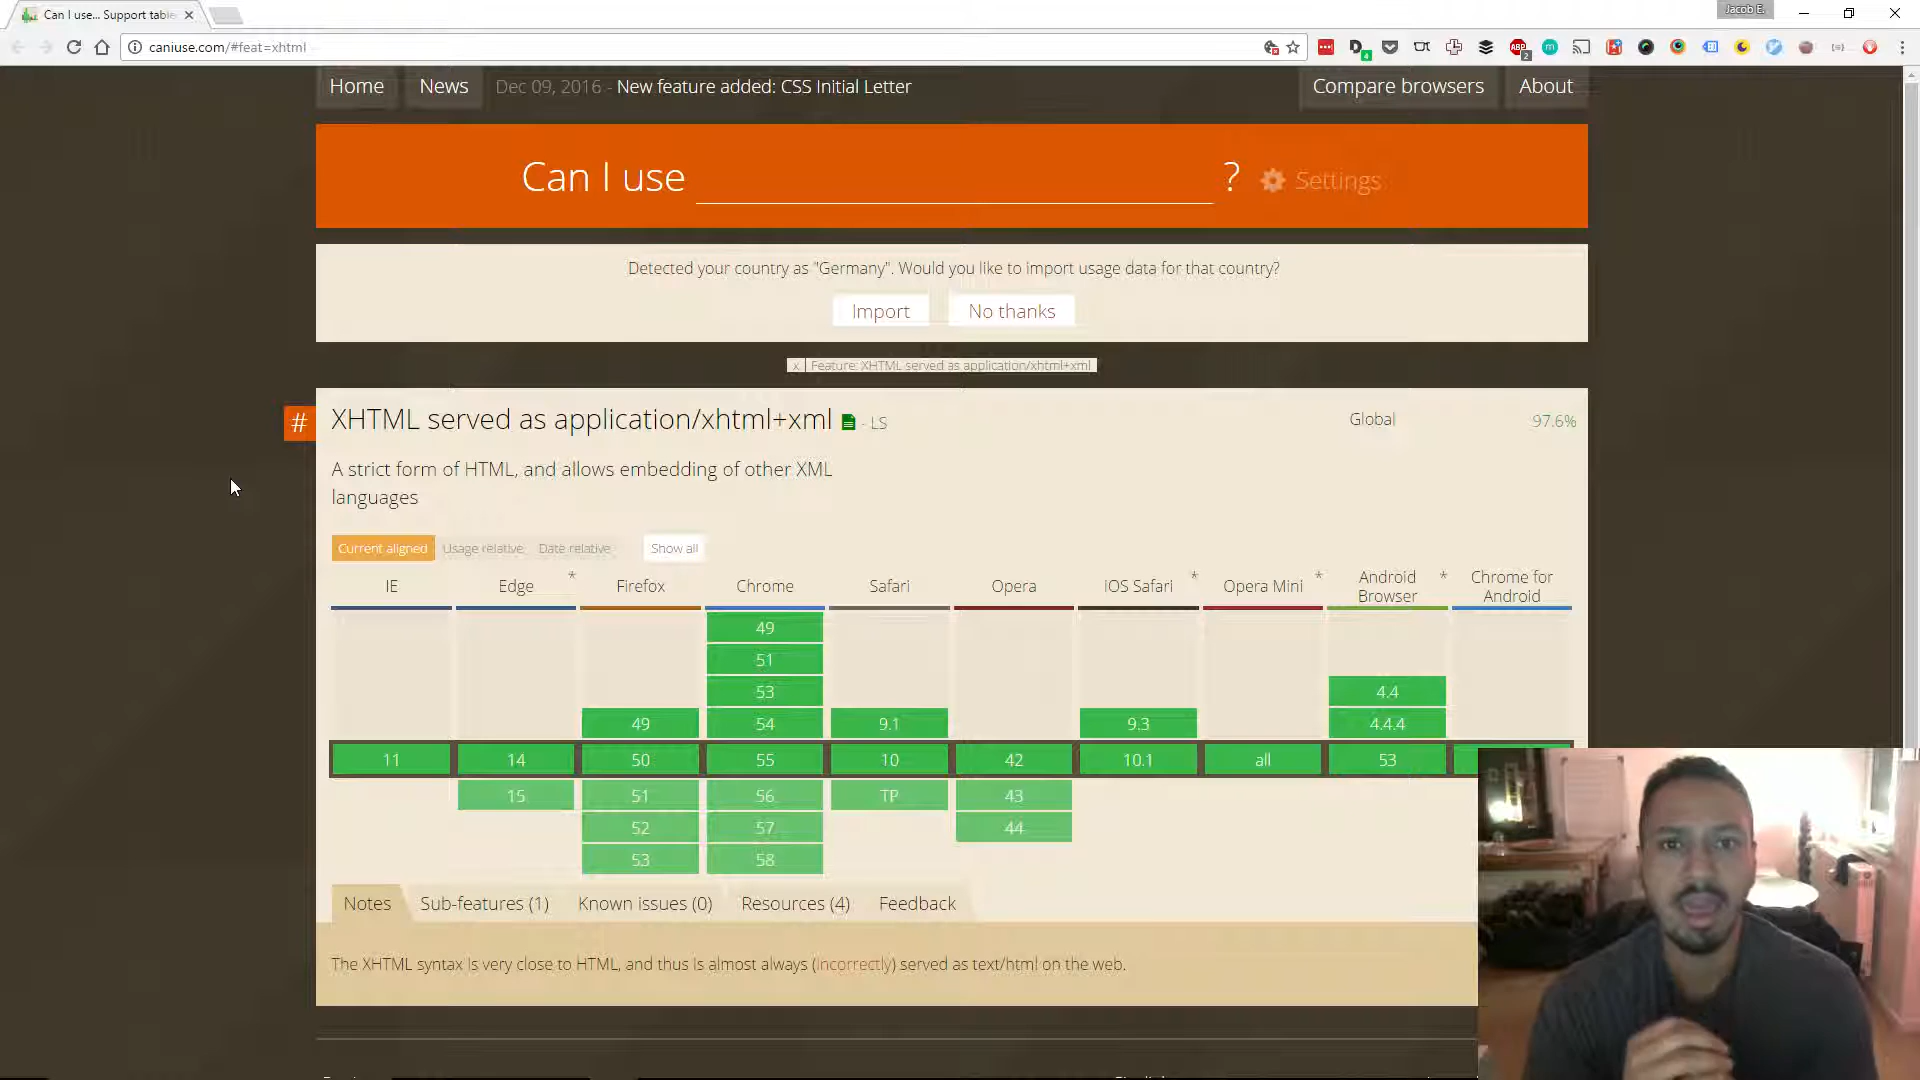 Can I use... Support table
Jacob E.
caniuse.com/#feat=xhtml
Home
News
Dec 09, 2016 - New feature added: CSS Initial Letter
Compare browsers
About
Can I use
?
Settings
Detected your country as "Germany". Would you like to import usage data for that country?
Import
No thanks
x
Feature: XHTML served as application/xhtml+xml
#
XHTML served as application/xhtml+xml - LS
Global
97.6%
A strict form of HTML, and allows embedding of other XML
languages
Current aligned
Usage relative
Date relative
Show all
IE
Edge
*
Firefox
Chrome
Safari
Opera
iOS Safari
*
Opera Mini
*
Android
Browser
*
Chrome for
Android
49
51
53
4.4
49
54
9.1
9.3
4.4.4
11
14
50
55
10
42
10.1
all
53
15
51
56
TP
43
52
57
44
53
58
Notes
Sub-features (1)
Known issues (0)
Resources (4)
Feedback
The XHTML syntax is very close to HTML, and thus is almost always (incorrectly) served as text/html on the web.